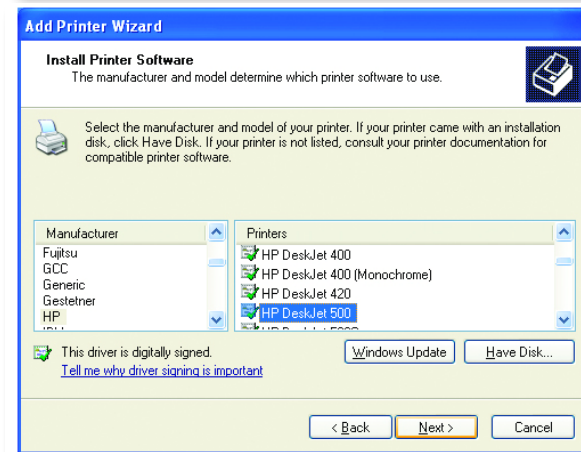 Add Printer Wizard
Install Printer Software
The manufacturer and model determine which printer software to use.
Select the manufacturer and model of your printer. If your printer came with an installation
disk, click Have Disk. If your printer is not listed, consult your printer documentation for
compatible printer software.
Manufacturer
Fujitsu
GCC
Generic
Gestetner
HP
Printers
HP DeskJet 400
HP DeskJet 400 (Monochrome)
HP DeskJet 420
HP DeskJet 500
This driver is digitally signed.
Tell me why driver signing is important
Windows Update
Have Disk...
< Back
Next >
Cancel